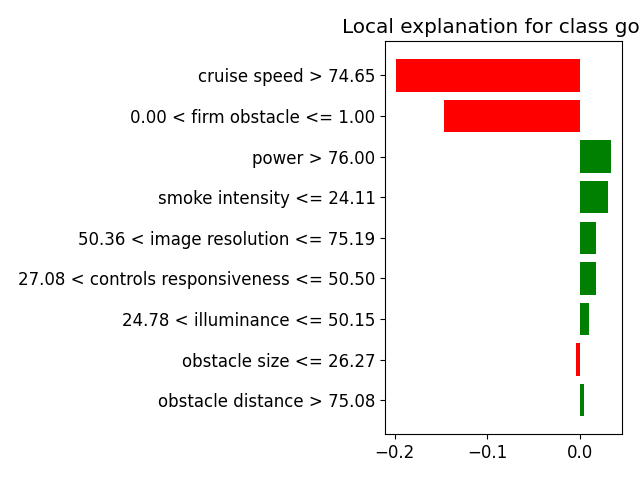 Local explanation for class go
cruise speed > 74.65
0.00 < firm obstacle <= 1.00
power > 76.00
smoke intensity <= 24.11
50.36 < image resolution <= 75.19
27.08 < controls responsiveness <= 50.50
24.78 < illuminance <= 50.15
obstacle size <= 26.27
obstacle distance > 75.08
−0.2 −0.1 0.0